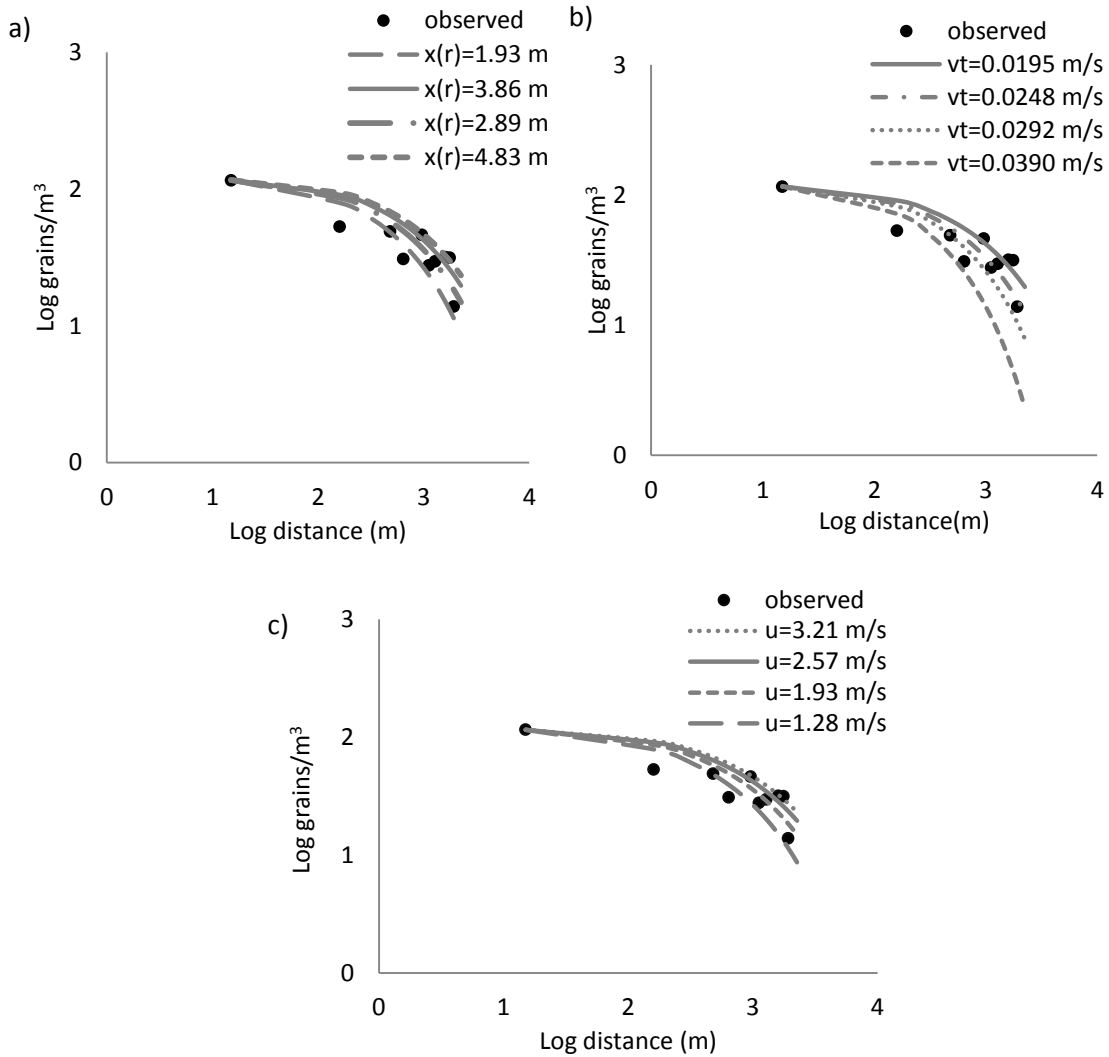 a)
observed
x(r)=1.93 m
x(r)=3.86 m
x(r)=2.89 m
x(r)=4.83 m
3
2
1
0
0 1 2 3 4
Log grains/m³
Log distance (m)
b)
observed
vt=0.0195 m/s
vt=0.0248 m/s
vt=0.0292 m/s
vt=0.0390 m/s
3
2
1
0
0 1 2 3 4
Log grains/m³
Log distance(m)
c)
observed
u=3.21 m/s
u=2.57 m/s
u=1.93 m/s
u=1.28 m/s
3
2
1
0
0 1 2 3 4
Log grains/m³
Log distance (m)